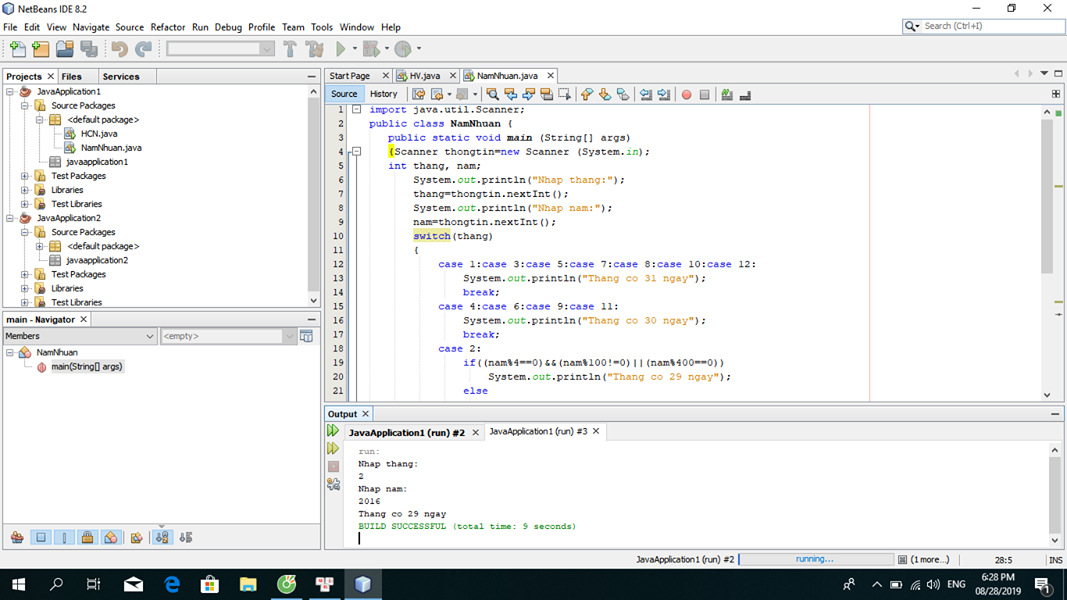 NetBeans IDE 8.2
File Edit View Navigate Source Refactor Run Debug Profile Team Tools Window Help
Search (Ctrl+I)
Projects Files Services
JavaApplication1
Source Packages
<default package>
HCN.java
NamNhuan.java
javaapplication1
Test Packages
Libraries
Test Libraries
JavaApplication2
Source Packages
<default package>
javaapplication2
Test Packages
Libraries
Test Libraries
main - Navigator
Members <empty>
NamNhuan
main(String[] args)
Start Page HV.java NamNhuan.java
Source History
1 import java.util.Scanner;
2 public class NamNhuan {
3 public static void main (String[] args)
4 {Scanner thongtin=new Scanner (System.in);
5 int thang, nam;
6 System.out.println("Nhap thang:");
7 thang=thongtin.nextInt();
8 System.out.println("Nhap nam:");
9 nam=thongtin.nextInt();
10 switch(thang)
11 {
12 case 1:case 3:case 5:case 7:case 8:case 10:case 12:
13 System.out.println("Thang co 31 ngay");
14 break;
15 case 4:case 6:case 9:case 11:
16 System.out.println("Thang co 30 ngay");
17 break;
18 case 2:
19 if((nam%4==0)&&(nam%100!=0)||(nam%400==0))
20 System.out.println("Thang co 29 ngay");
21 else
Output
JavaApplication1 (run) #2 JavaApplication1 (run) #3
run:
Nhap thang:
2
Nhap nam:
2016
Thang co 29 ngay
BUILD SUCCESSFUL (total time: 9 seconds)
JavaApplication1 (run) #2 running... (1 more...) 28:5 INS
ENG 6:28 PM
08/28/2019
1